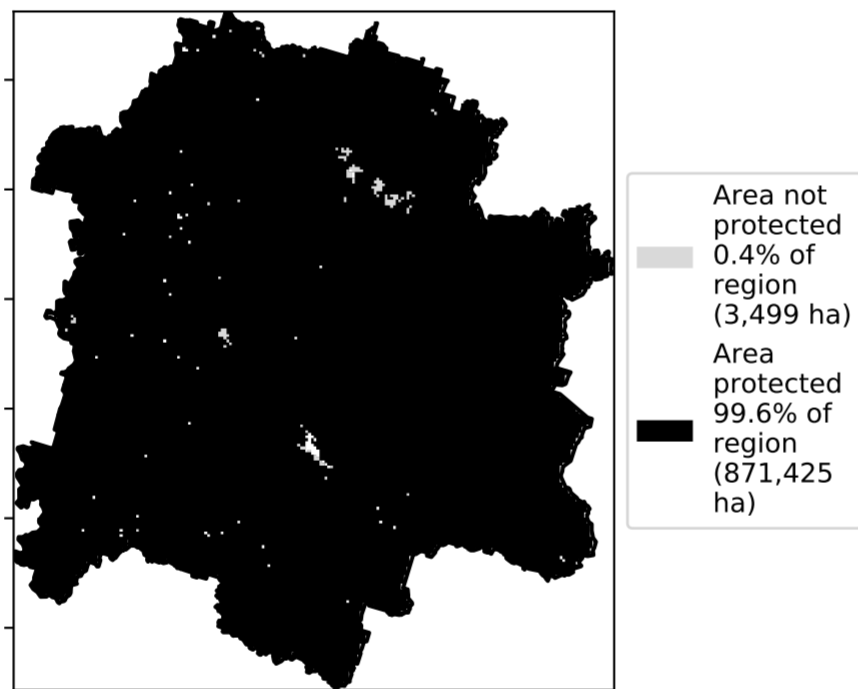 Area not
protected
0.4% of
region
(3,499 ha)
Area
protected
99.6% of
region
(871,425
ha)